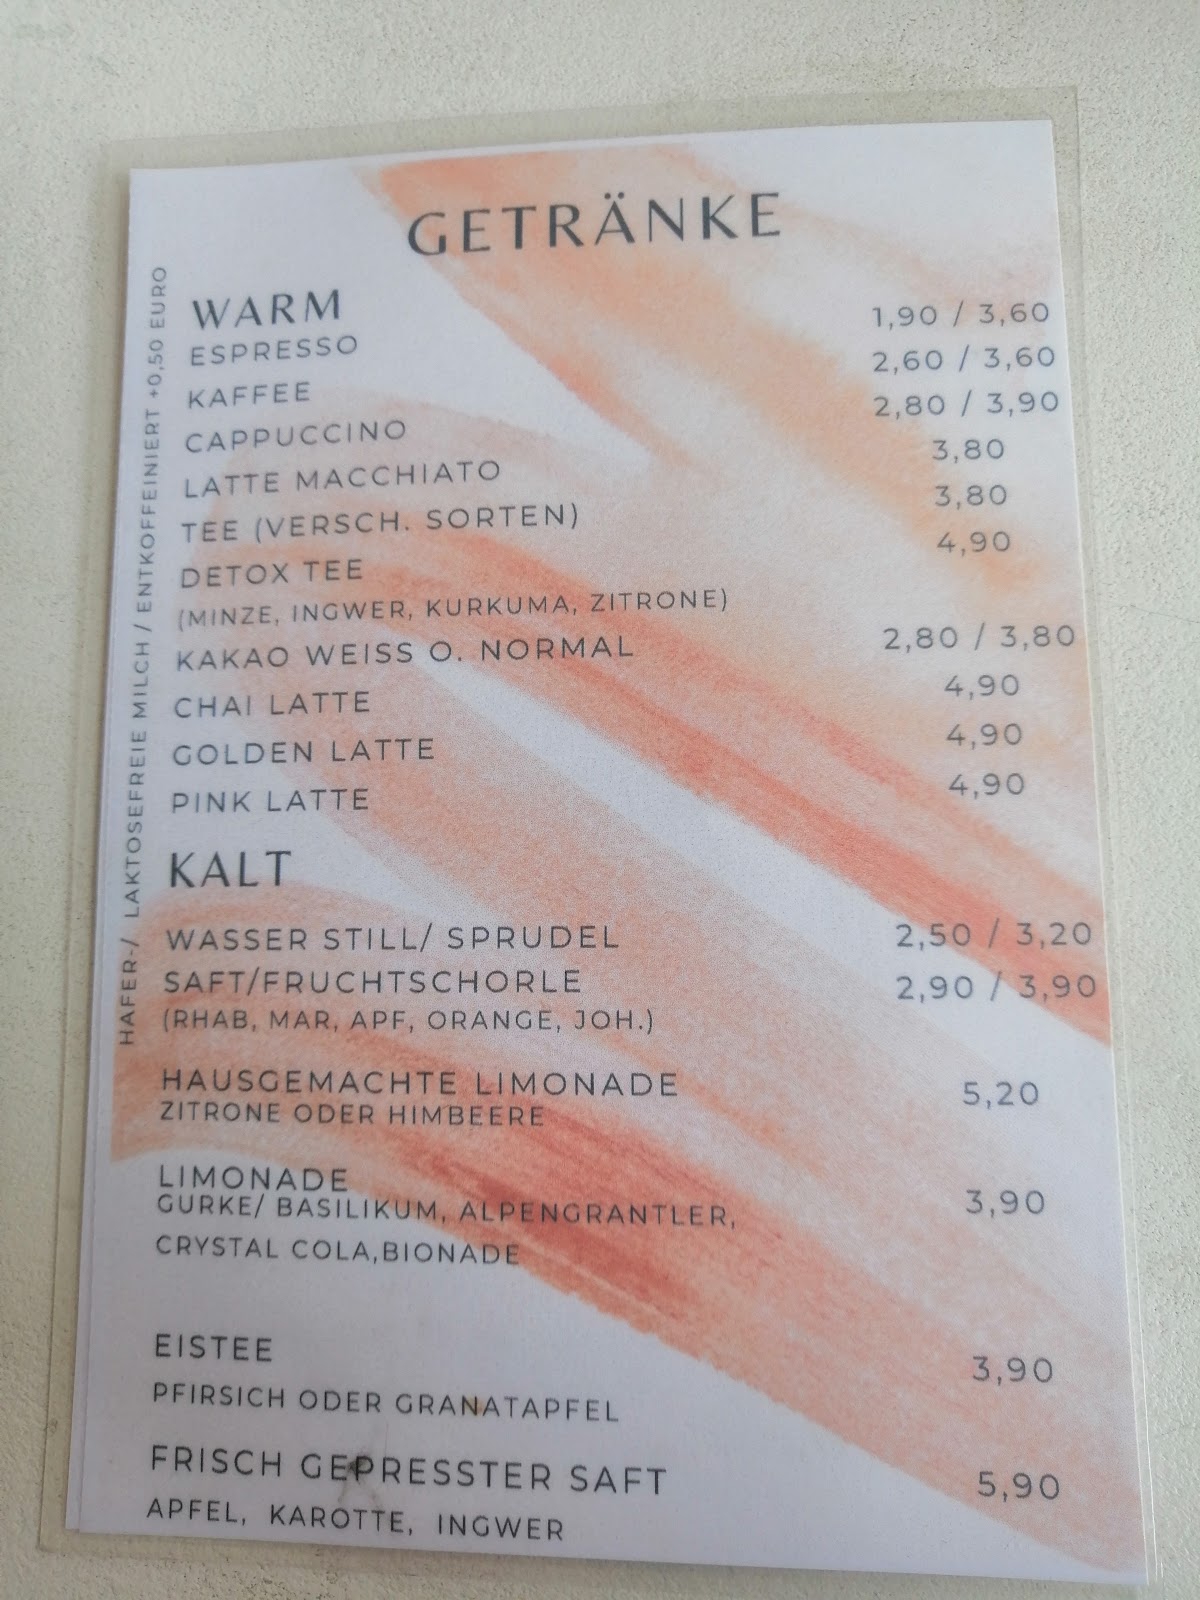 GETRÄNKE
HAFER-/ LAKTOSEFREIE MILCH / ENTKOFFEINIERT +0,50 EURO
WARM
ESPRESSO 1,90 / 3,60
KAFFEE 2,60 / 3,60
CAPPUCCINO 2,80 / 3,90
LATTE MACCHIATO 3,80
TEE (VERSCH. SORTEN) 3,80
DETOX TEE 4,90
(MINZE, INGWER, KURKUMA, ZITRONE)
KAKAO WEISS O. NORMAL 2,80 / 3,80
CHAI LATTE 4,90
GOLDEN LATTE 4,90
PINK LATTE 4,90
KALT
WASSER STILL/ SPRUDEL 2,50 / 3,20
SAFT/FRUCHTSCHORLE 2,90 / 3,90
(RHAB, MAR, APF, ORANGE, JOH.)
HAUSGEMACHTE LIMONADE 5,20
ZITRONE ODER HIMBEERE
LIMONADE 3,90
GURKE/ BASILIKUM, ALPENGRANTLER,
CRYSTAL COLA,BIONADE
EISTEE 3,90
PFIRSICH ODER GRANATAPFEL
FRISCH GEPRESSTER SAFT 5,90
APFEL, KAROTTE, INGWER